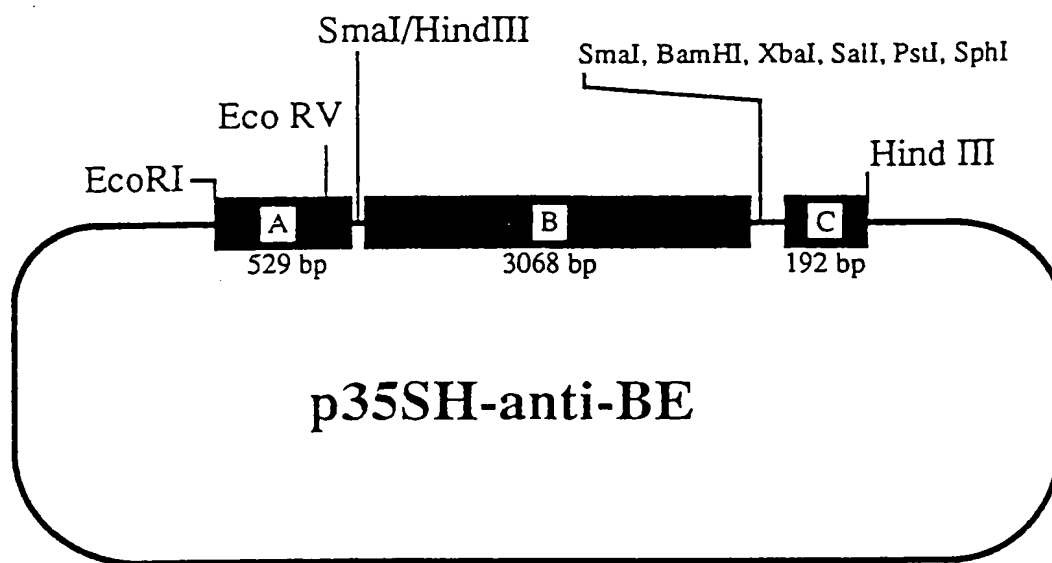 SmaI/HindIII
SmaI, BamHI, XbaI, SalI, PstI, SphI
Eco RV
Hind III
EcoRI
A
B
C
529 bp
3068 bp
192 bp
p35SH-anti-BE